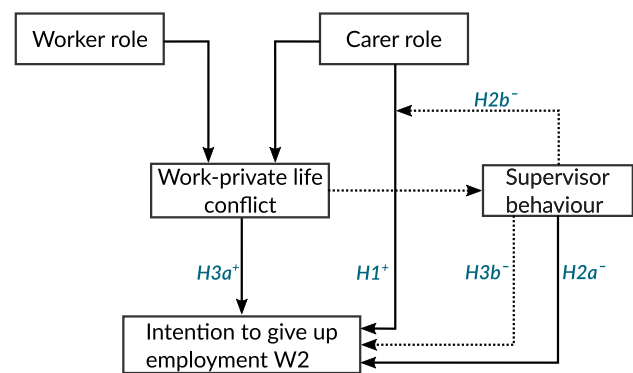 Worker role
Carer role
H2b⁻
Work-private life
conflict
Supervisor
behaviour
H3a⁺
H1⁺
H3b⁻
H2a⁻
Intention to give up
employment W2